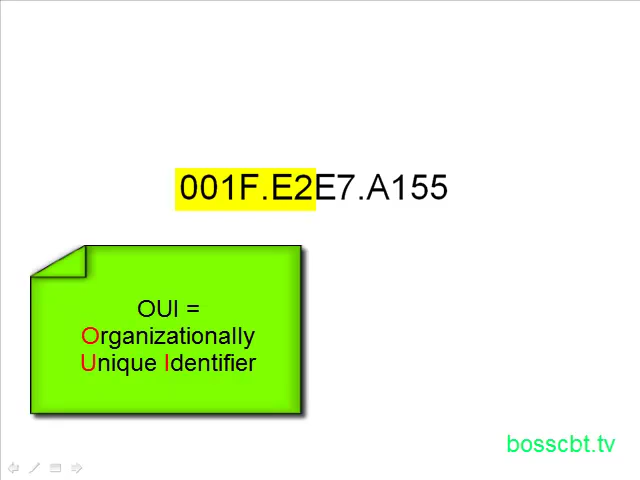 001F.E2E7.A155
OUI =
Organizationally
Unique Identifier
bosscbt.tv